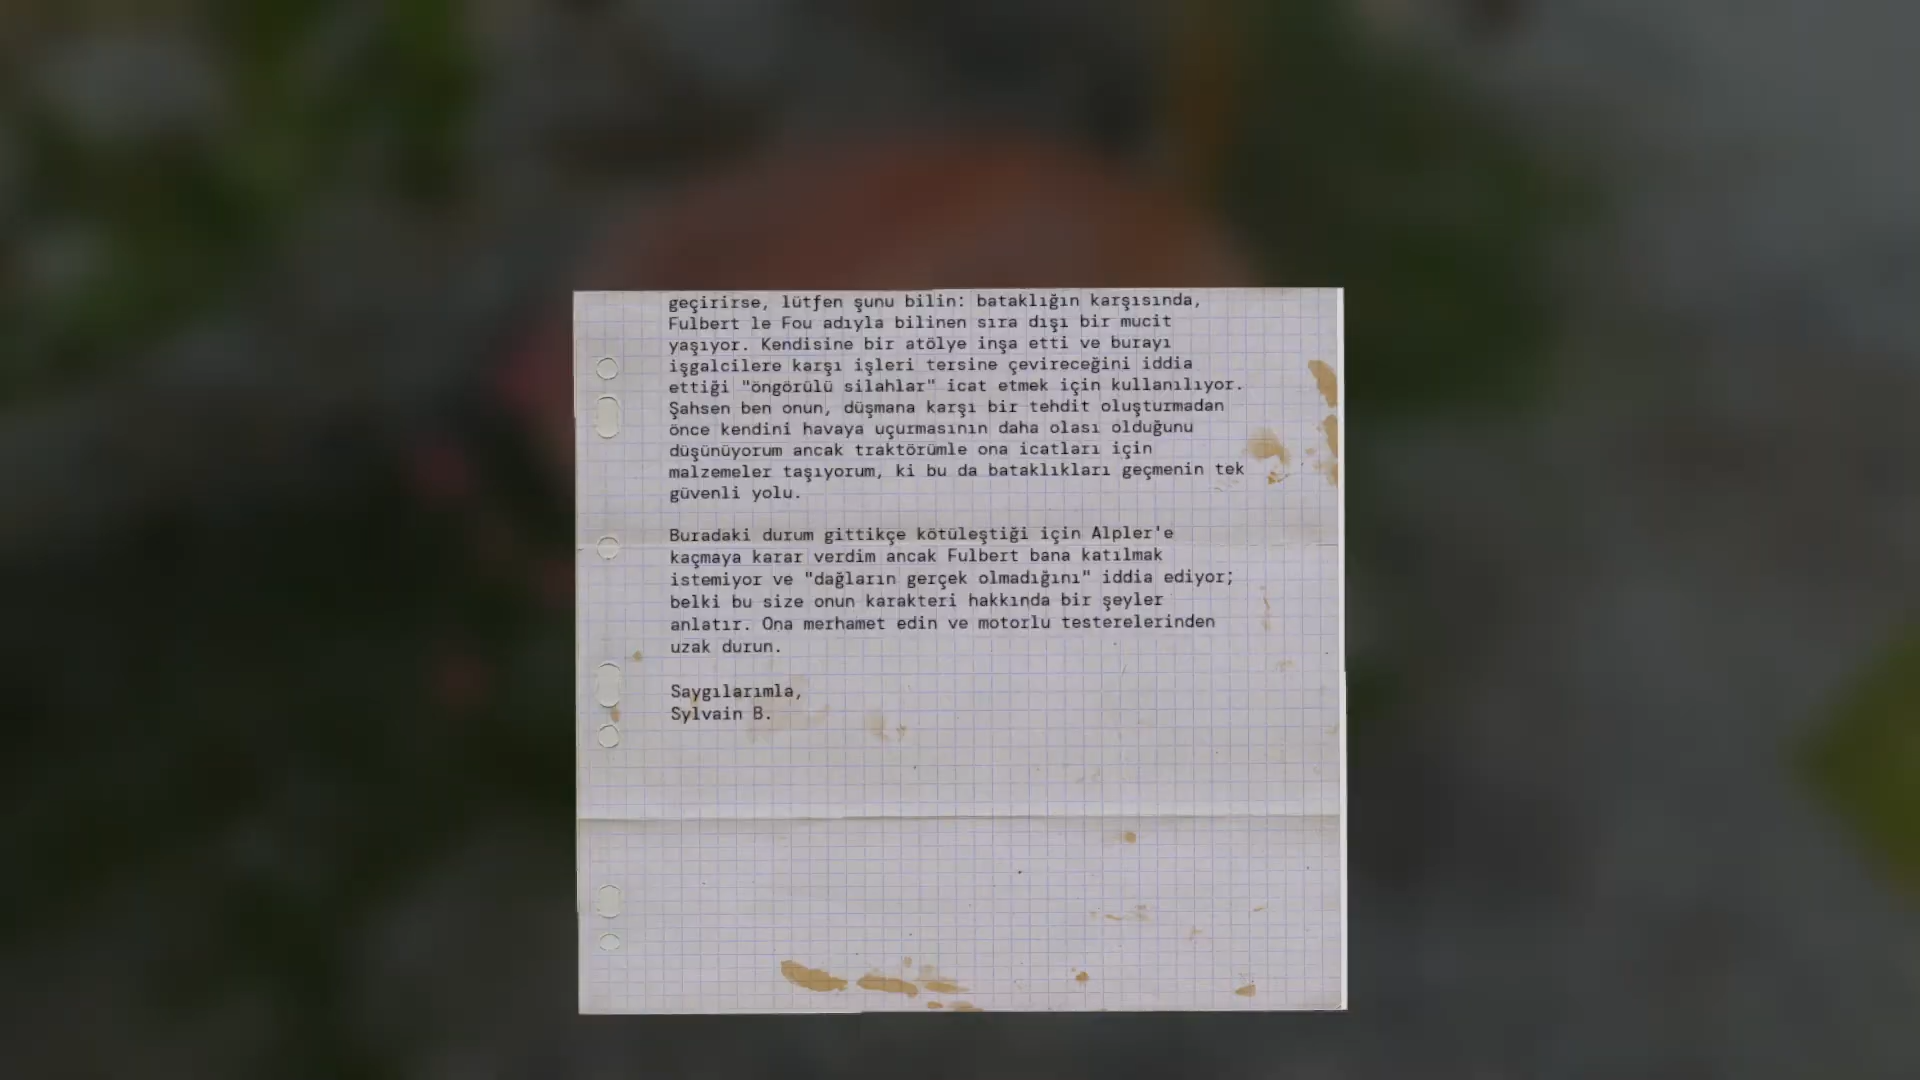 geçirirse, lütfen şunu bilin: bataklığın karşısında,
Fulbert le Fou adıyla bilinen sıra dışı bir mucit
yaşıyor. Kendisine bir atölye inşa etti ve burayı
işgalcilere karşı işleri tersine çevireceğini iddia
ettiği "öngörülü silahlar" icat etmek için kullanılıyor.
Şahsen ben onun, düşmana karşı bir tehdit oluşturmadan
önce kendini havaya uçurmasının daha olası olduğunu
düşünüyorum ancak traktörümle ona icatları için
malzemeler taşıyorum, ki bu da bataklıkları geçmenin tek
güvenli yolu.
Buradaki durum gittikçe kötüleştiği için Alpler'e
kaçmaya karar verdim ancak Fulbert bana katılmak
istemiyor ve "dağların gerçek olmadığını" iddia ediyor;
belki bu size onun karakteri hakkında bir şeyler
anlatır. Ona merhamet edin ve motorlu testerelerinden
uzak durun.
Saygılarımla,
Sylvain B.